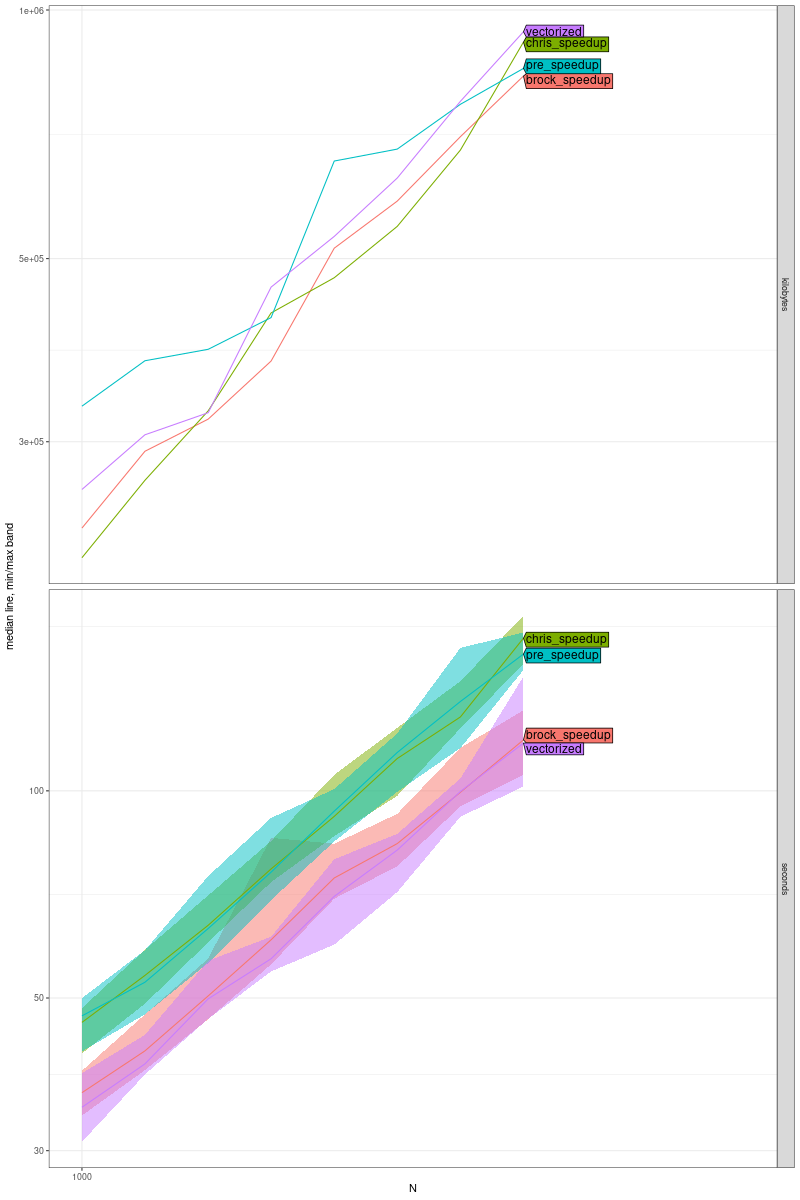 1e+06
vectorized
chris_speedup
pre_speedup
brock_speedup
5e+05
3e+05
kilobytes
median line, min/max band
chris_speedup
pre_speedup
brock_speedup
vectorized
100
50
30
seconds
1000
N